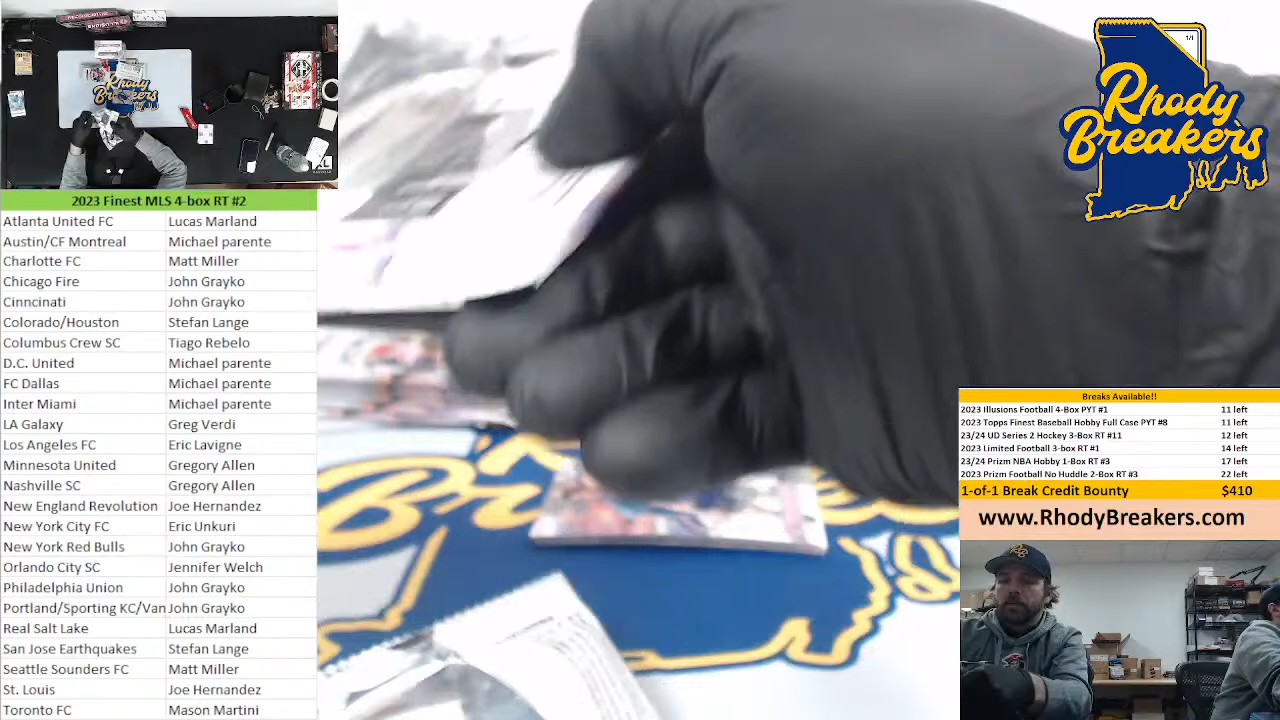 2023 Finest MLS 4-box RT #2
Atlanta United FC Lucas Marland
Austin/CF Montreal Michael parente
Charlotte FC Matt Miller
Chicago Fire John Grayko
Cinncinati John Grayko
Colorado/Houston Stefan Lange
Columbus Crew SC Tiago Rebelo
D.C. United Michael parente
FC Dallas Michael parente
Inter Miami Michael parente
LA Galaxy Greg Verdi
Los Angeles FC Eric Lavigne
Minnesota United Gregory Allen
Nashville SC Gregory Allen
New England Revolution Joe Hernandez
New York City FC Eric Unkuri
New York Red Bulls John Grayko
Orlando City SC Jennifer Welch
Philadelphia Union John Grayko
Portland/Sporting KC/Van John Grayko
Real Salt Lake Lucas Marland
San Jose Earthquakes Stefan Lange
Seattle Sounders FC Matt Miller
St. Louis Joe Hernandez
Toronto FC Mason Martini
1/1
Rhody
Breakers
Rhody
Breakers
Breaks Available!!
2023 Illusions Football 4-Box PYT #1 11 left
2023 Topps Finest Baseball Hobby Full Case PYT #8 11 left
23/24 UD Series 2 Hockey 3-Box RT #11 12 left
2023 Limited Football 3-box RT #1 14 left
23/24 Prizm NBA Hobby 1-Box RT #3 17 left
2023 Prizm Football No Huddle 2-Box RT #3 22 left
1-of-1 Break Credit Bounty $410
www.RhodyBreakers.com